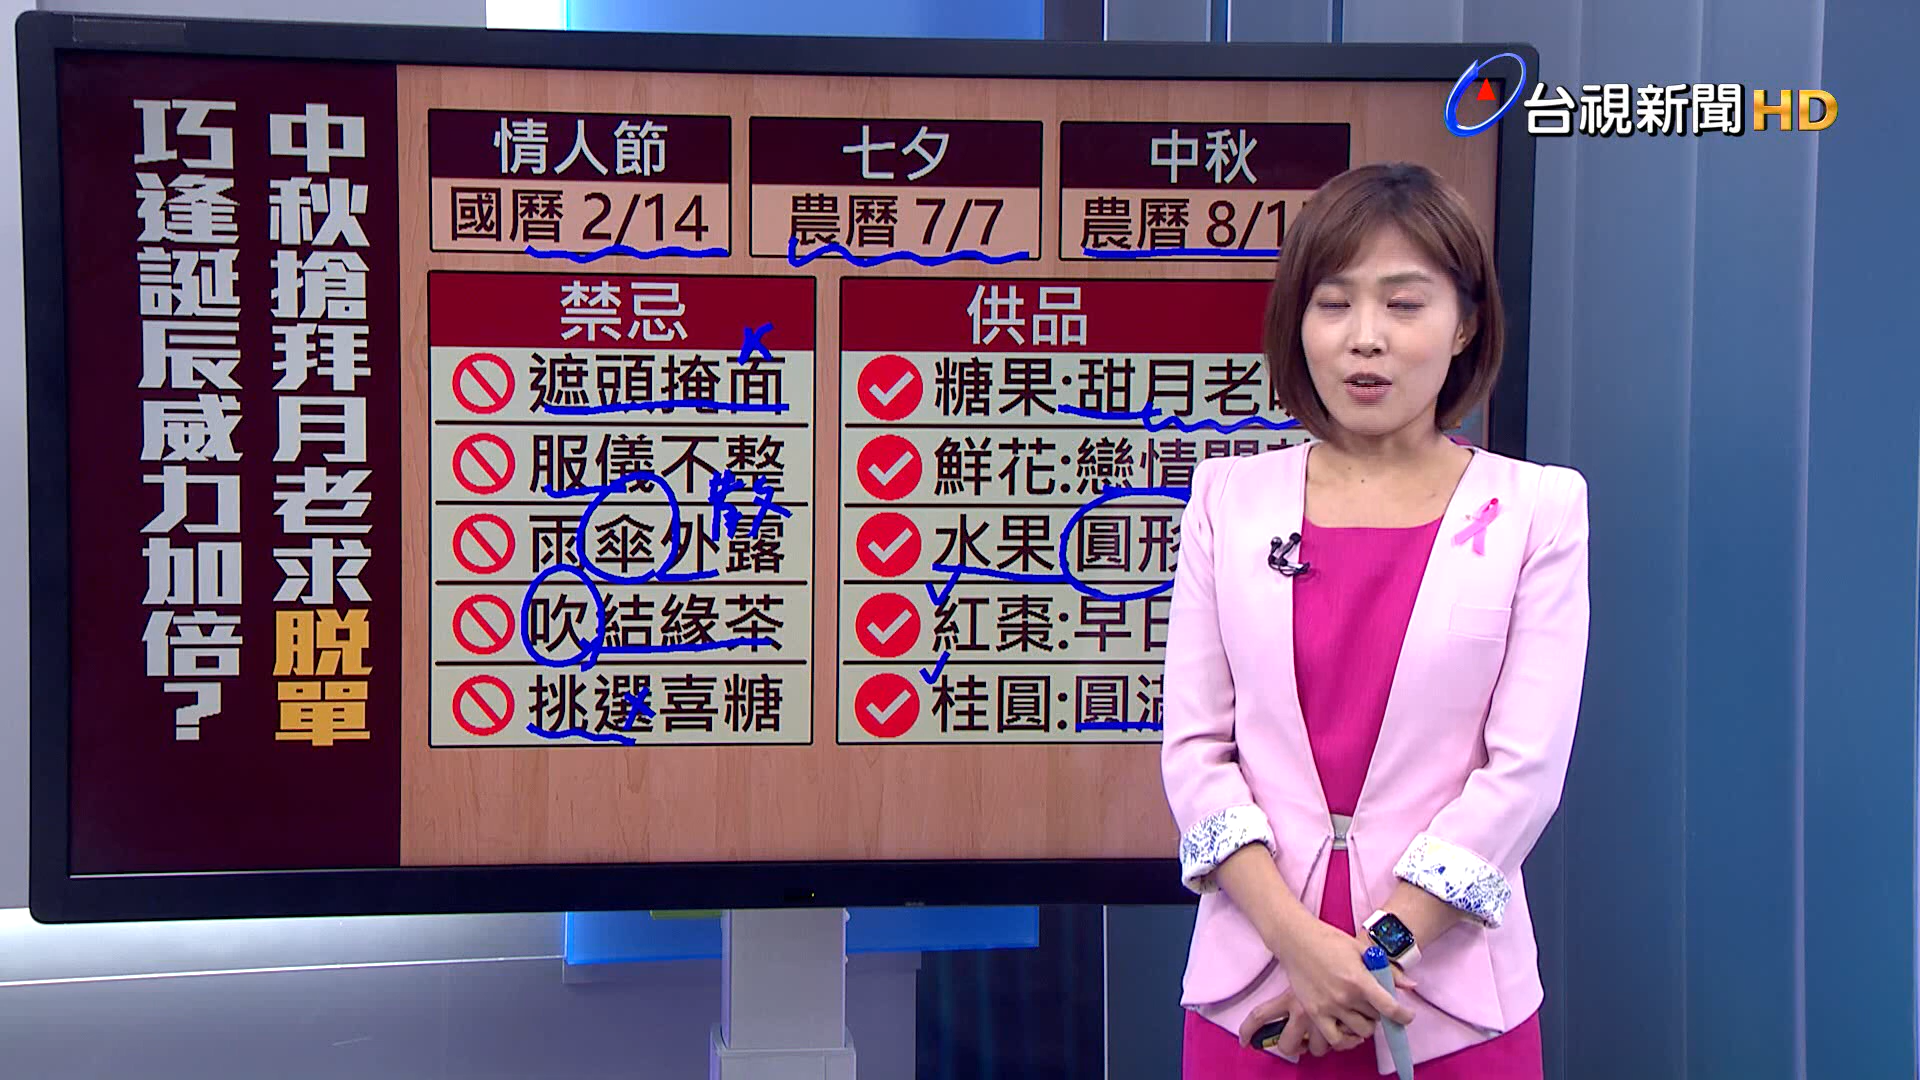 台視新聞HD
中秋搶拜月老求脫單
巧逢誕辰威力加倍?
情人節
國曆 2/14
七夕
農曆 7/7
中秋
農曆 8/1
禁忌
遮頭掩面
服儀不整
雨傘外露
散
吹結緣茶
挑選喜糖
供品
糖果:甜月老
鮮花:戀情開
水果 圓形
紅棗:早日
桂圓:圓滿